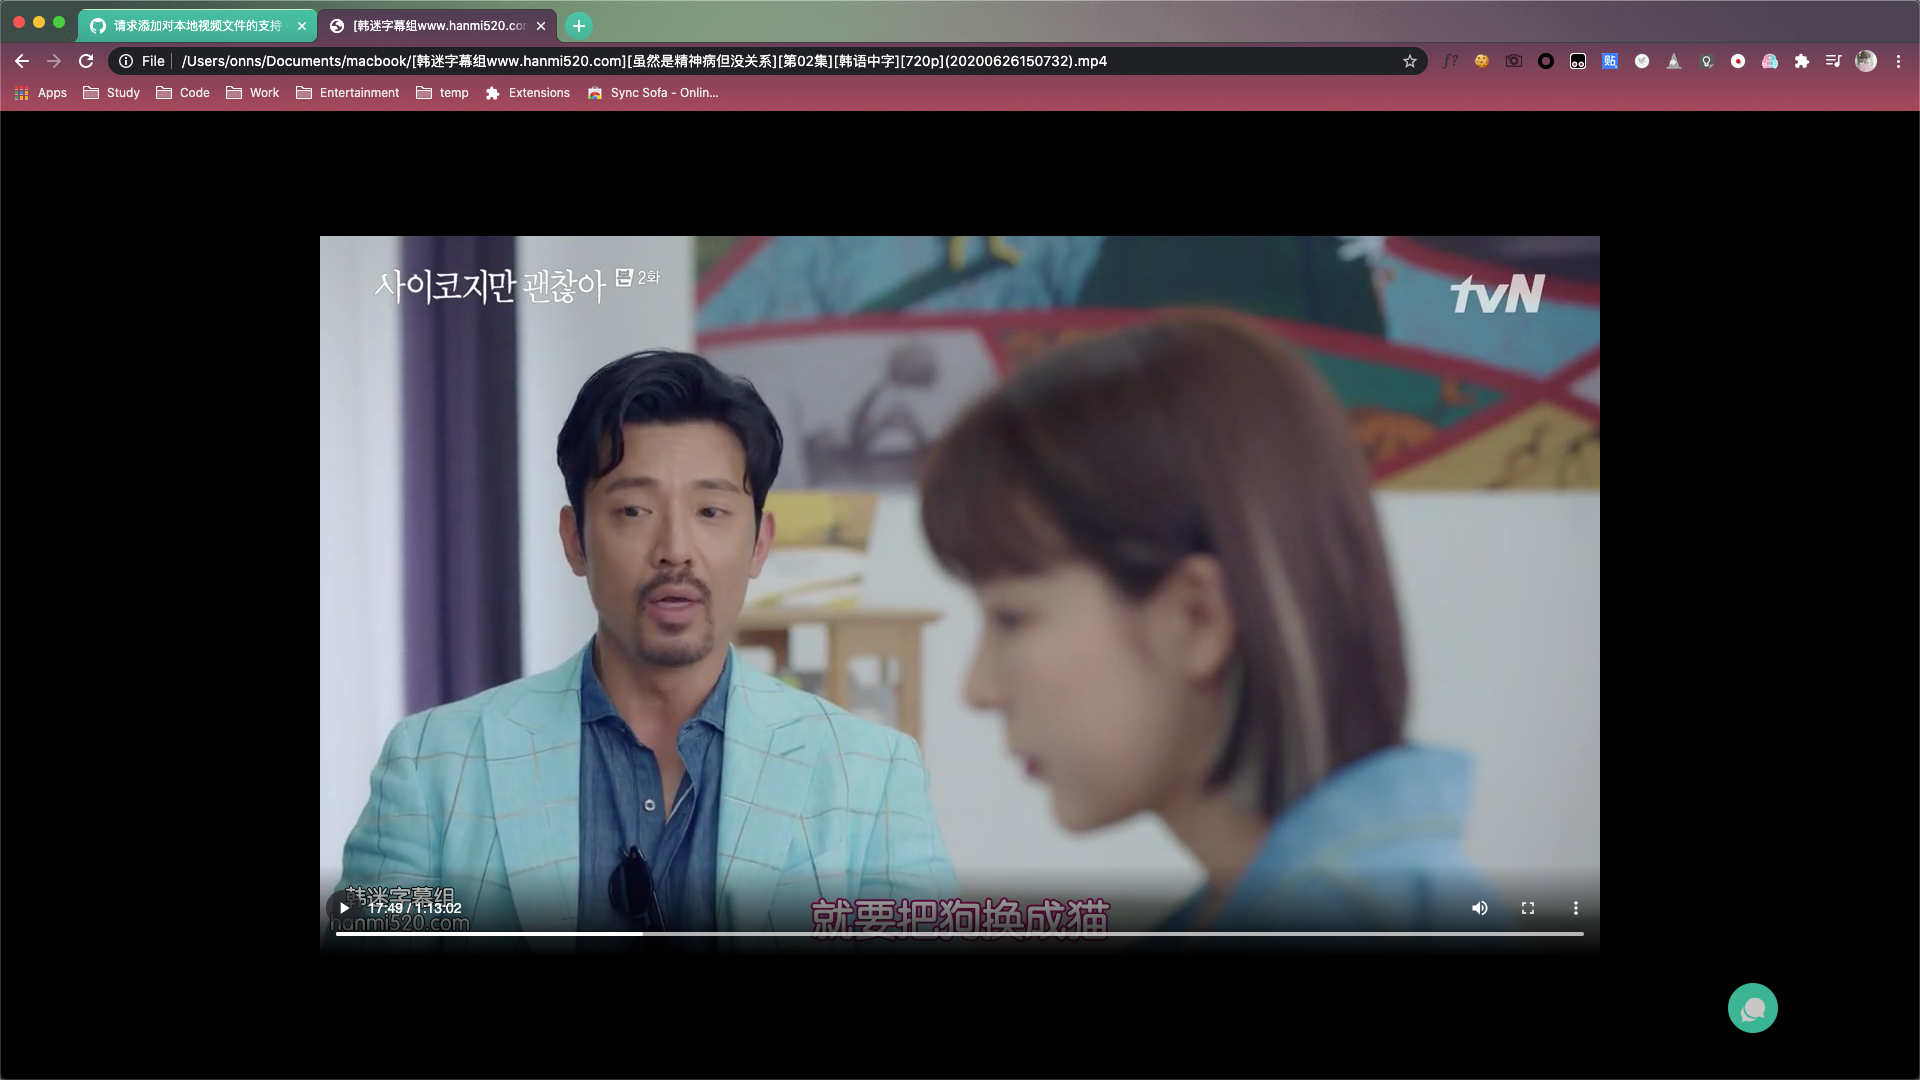 请求添加对本地视频文件的支持
[韩迷字幕组www.hanmi520.co
File
/Users/onns/Documents/macbook/[韩迷字幕组www.hanmi520.com][虽然是精神病但没关系][第02集][韩语中字][720p](20200626150732).mp4
f?
贴
Apps
Study
Code
Work
Entertainment
temp
Extensions
Sync Sofa - Onlin...
사이코지만 괜찮아 본 2화
tvN
韩迷字幕组
17:49 / 1:13:02
hanmi520.com
就要把狗换成猫